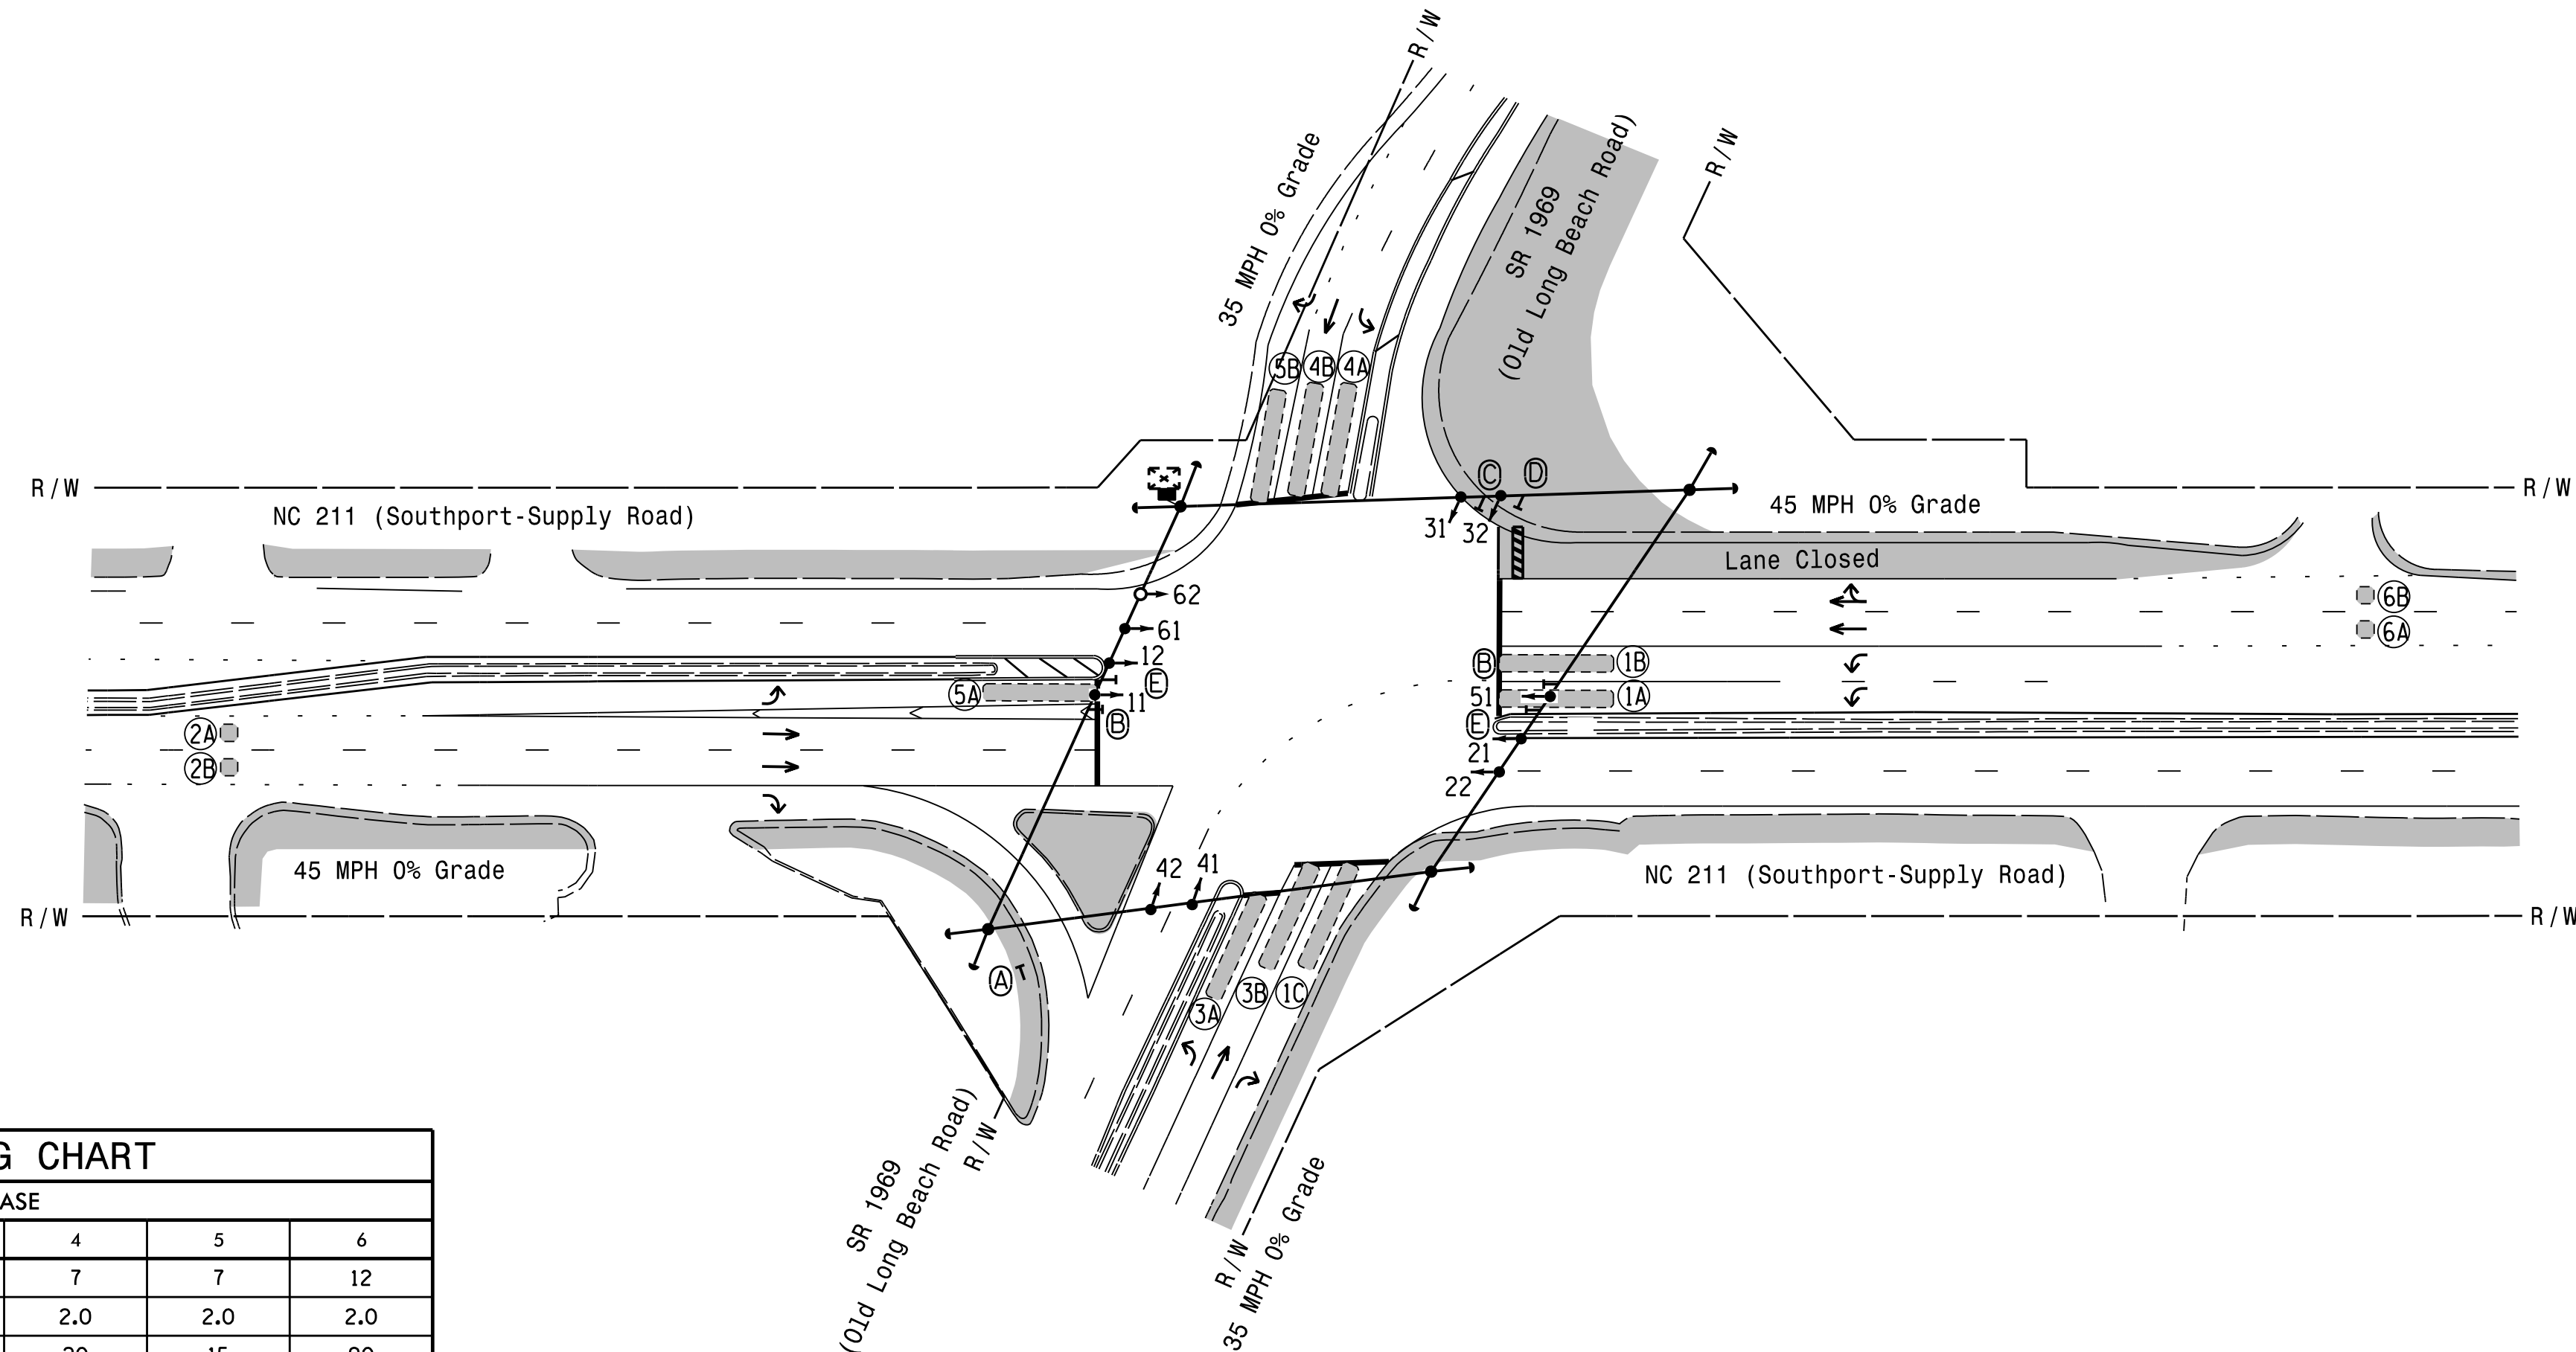 R/W
R/W
35 MPH 0% Grade
SR 1969
(Old Long Beach Road)
5B 4B 4A
R/W
NC 211 (Southport-Supply Road)
C D
31 32
45 MPH 0% Grade
R/W
Lane Closed
62
61
12
E
11
B
5A
6B
6A
B 1B
51 1A
E
21
22
2A
2B
45 MPH 0% Grade
42 41
NC 211 (Southport-Supply Road)
R/W
R/W
A
3A 3B 1C
SR 1969
(Old Long Beach Road)
R/W
R/W
35 MPH 0% Grade
G CHART
ASE
4 5 6
7 7 12
2.0 2.0 2.0